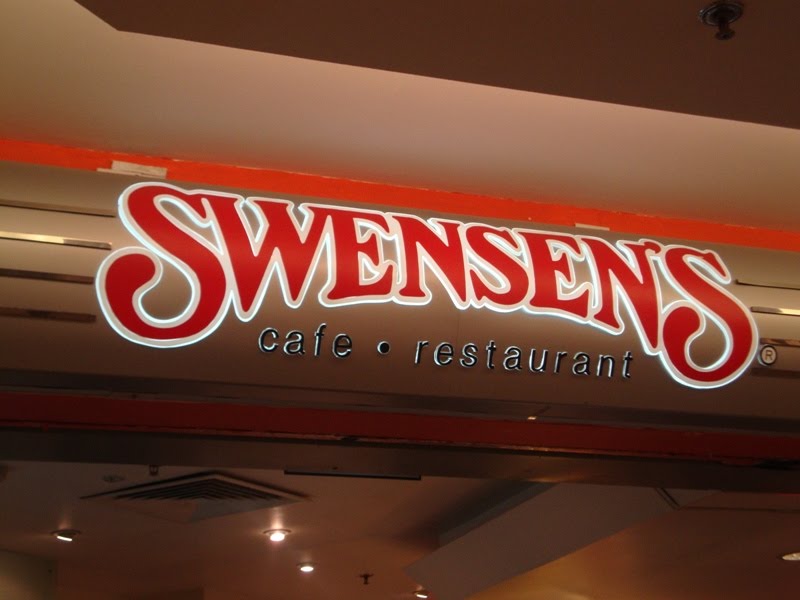 SWENSEN'S
cafe • restaurant ®